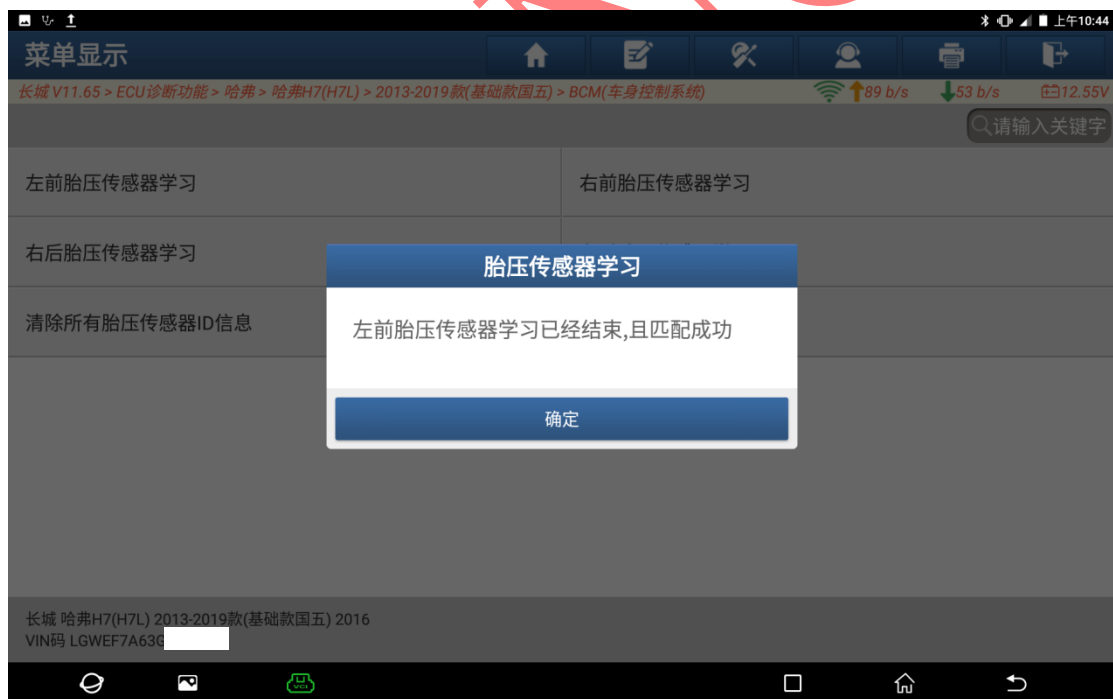 上午10:44
菜单显示
长城 V11.65 > ECU诊断功能 > 哈弗 > 哈弗H7(H7L) > 2013-2019款(基础款国五) > BCM(车身控制系统)
89 b/s 53 b/s 12.55V
请输入关键字
左前胎压传感器学习 右前胎压传感器学习
右后胎压传感器学习
胎压传感器学习
清除所有胎压传感器ID信息
左前胎压传感器学习已经结束,且匹配成功
确定
长城 哈弗H7(H7L) 2013-2019款(基础款国五) 2016
VIN码 LGWEF7A63G
VCI